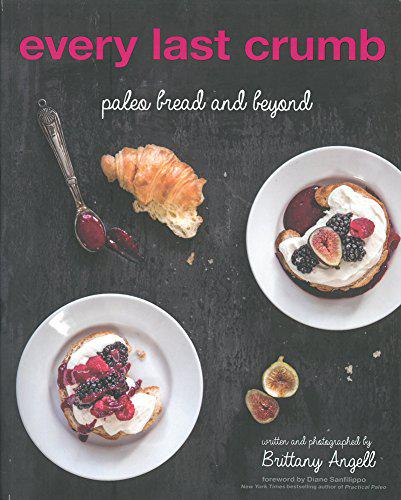 every last crumb
paleo bread and beyond
written and photographed by
Brittany Angell
foreword by Diane Sanfilippo
New York Times bestselling author of Practical Paleo